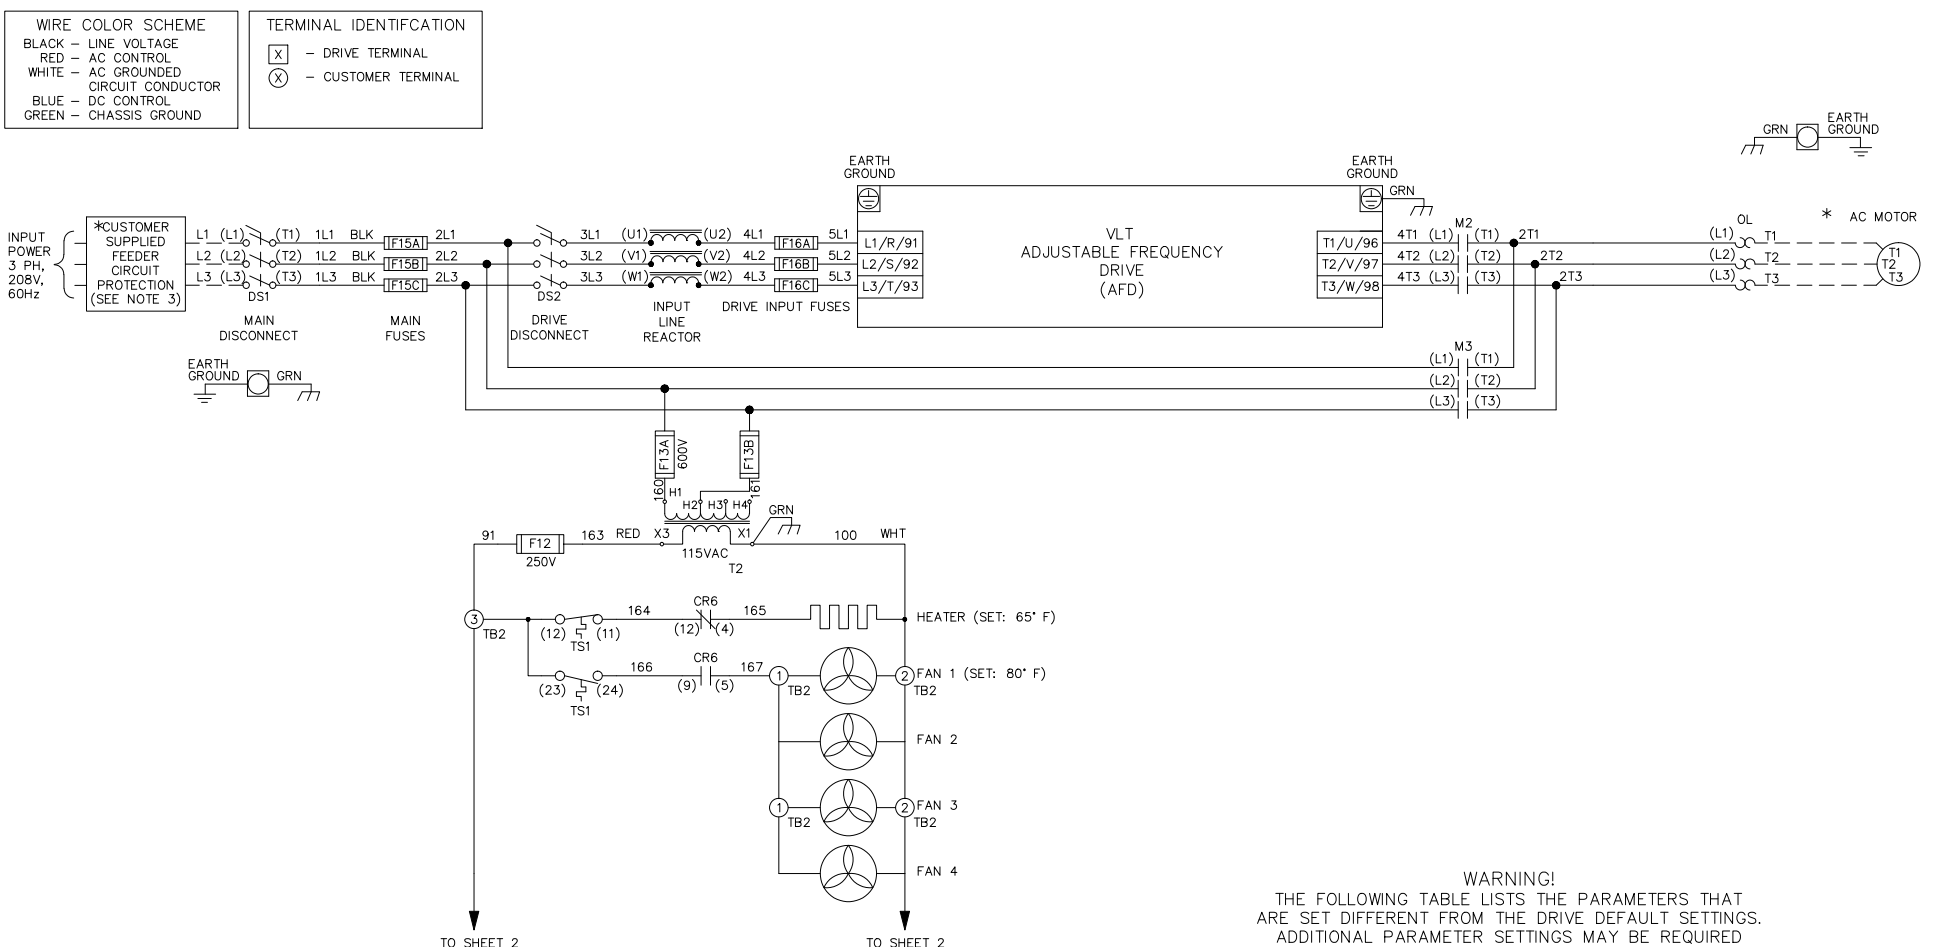 WIRE COLOR SCHEME
BLACK – LINE VOLTAGE
RED – AC CONTROL
WHITE – AC GROUNDED
CIRCUIT CONDUCTOR
BLUE – DC CONTROL
GREEN – CHASSIS GROUND
TERMINAL IDENTIFCATION
X – DRIVE TERMINAL
X – CUSTOMER TERMINAL
GRN
EARTH
GROUND
INPUT
POWER
3 PH,
208V,
60Hz
*CUSTOMER
SUPPLIED
FEEDER
CIRCUIT
PROTECTION
(SEE NOTE 3)
L1 (L1) (T1) 1L1 BLK F15A 2L1
L2 (L2) (T2) 1L2 BLK F15B 2L2
L3 (L3) (T3) 1L3 BLK F15C 2L3
DS1
MAIN
DISCONNECT
MAIN
FUSES
3L1 (U1) (U2) 4L1 F16A 5L1
3L2 (V1) (V2) 4L2 F16B 5L2
3L3 (W1) (W2) 4L3 F16C 5L3
DS2
DRIVE
DISCONNECT
INPUT
LINE
REACTOR
DRIVE INPUT FUSES
EARTH
GROUND
L1/R/91
L2/S/92
L3/T/93
VLT
ADJUSTABLE FREQUENCY
DRIVE
(AFD)
EARTH
GROUND
GRN
T1/U/96
T2/V/97
T3/W/98
M2
4T1 (L1) (T1) 2T1
4T2 (L2) (T2) 2T2
4T3 (L3) (T3) 2T3
OL
(L1) T1
(L2) T2
(L3) T3
* AC MOTOR
T1
T2
T3
M3
(L1) (T1)
(L2) (T2)
(L3) (T3)
EARTH
GROUND
GRN
F13A
600V
F13B
160
161
H1
H2
H3
H4
GRN
91 F12 163 RED X3 X1 100 WHT
250V
115VAC
T2
3
TB2
164 CR6 165
(12) (11) (12) (4)
TS1
HEATER (SET: 65° F)
166 CR6 167
(23) (24) (9) (5)
TS1
1
TB2
2
TB2
FAN 1 (SET: 80° F)
FAN 2
1
TB2
2
TB2
FAN 3
FAN 4
TO SHEET 2
TO SHEET 2
WARNING!
THE FOLLOWING TABLE LISTS THE PARAMETERS THAT
ARE SET DIFFERENT FROM THE DRIVE DEFAULT SETTINGS.
ADDITIONAL PARAMETER SETTINGS MAY BE REQUIRED